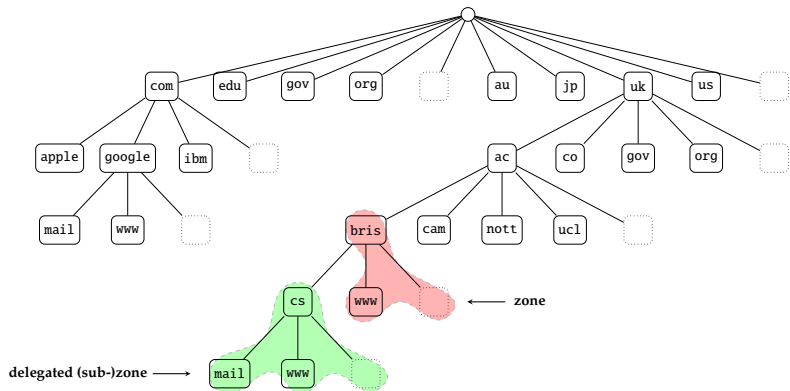 com edu gov org au jp uk us
apple google ibm ac co gov org
mail www bris cam nott ucl
cs www zone
delegated (sub-)zone mail www